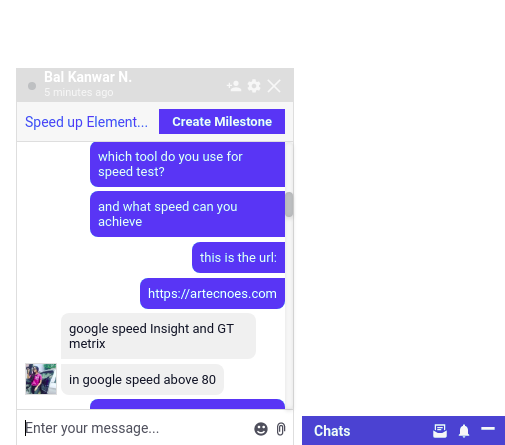 Bal Kanwar N.
5 minutes ago
Speed up Element...
Create Milestone
which tool do you use for
speed test?
and what speed can you
achieve
this is the url:
https://artecnoes.com
google speed Insight and GT
metrix
in google speed above 80
Enter your message...
Chats